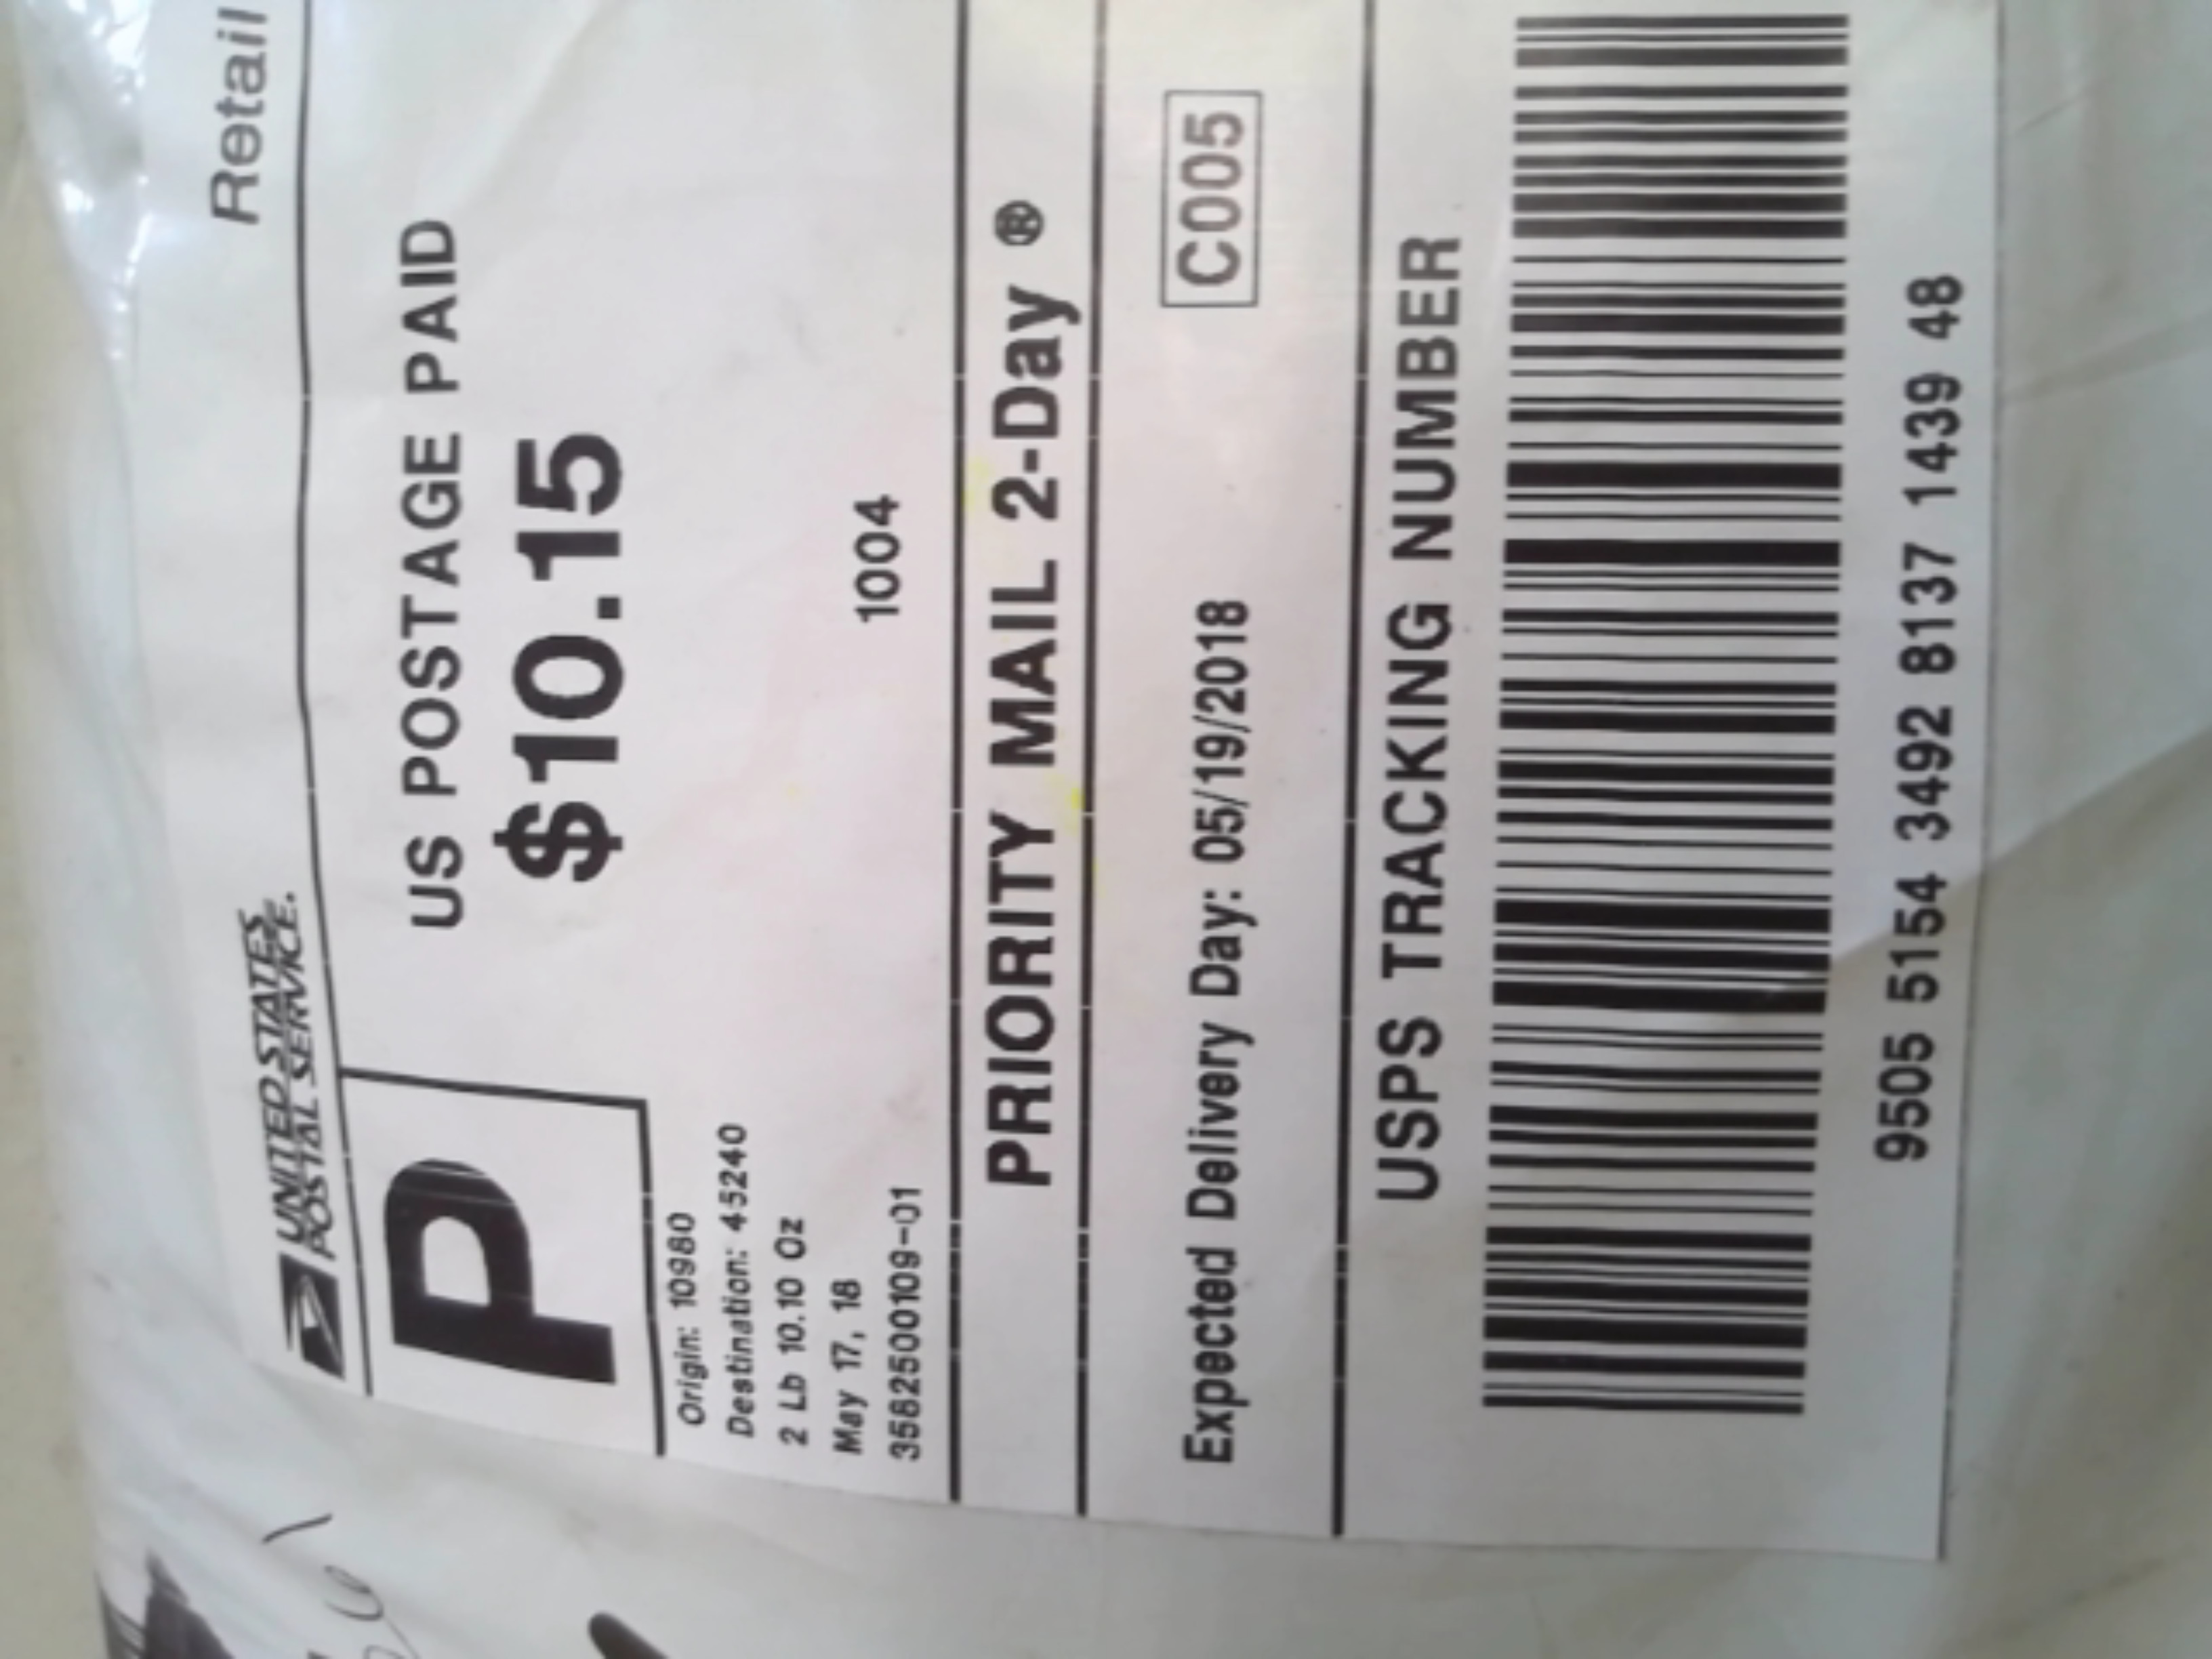 UNITED STATES
POSTAL SERVICE.
Retail
P
US POSTAGE PAID
$10.15
Origin: 10980
Destination: 45240
2 Lb 10.10 Oz
May 17, 18
3582500109-01
1004
PRIORITY MAIL 2-Day ®
Expected Delivery Day: 05/19/2018
C005
USPS TRACKING NUMBER
9505 5154 3492 8137 1439 48